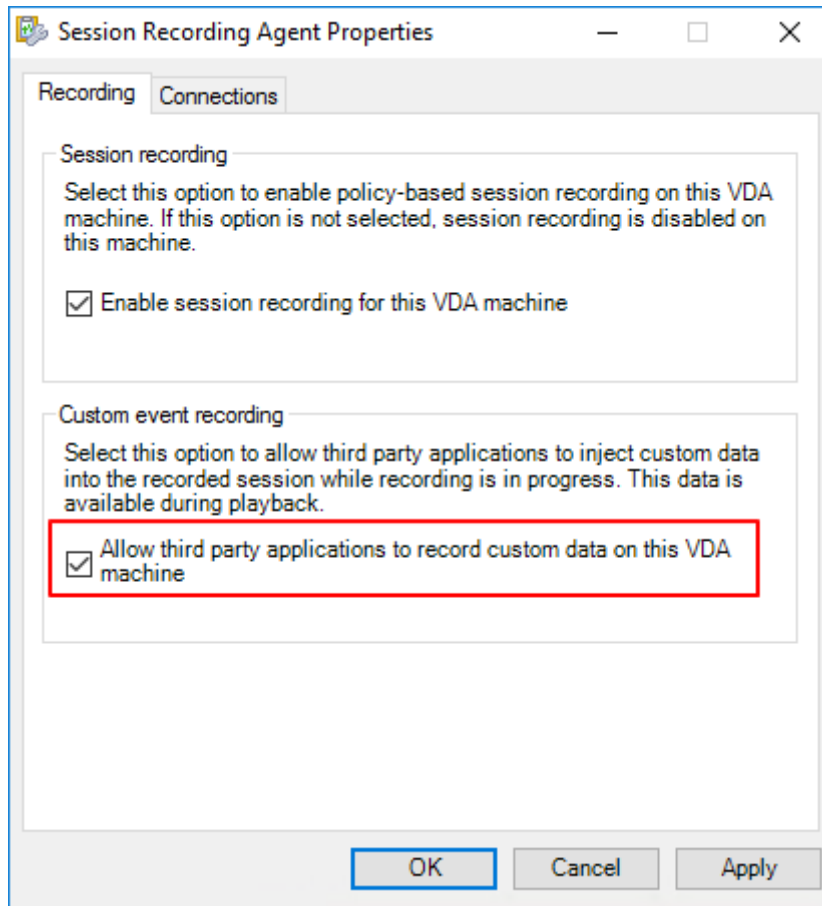 Session Recording Agent Properties
Recording
Connections
Session recording
Select this option to enable policy-based session recording on this VDA
machine. If this option is not selected, session recording is disabled on
this machine.
Enable session recording for this VDA machine
Custom event recording
Select this option to allow third party applications to inject custom data
into the recorded session while recording is in progress. This data is
available during playback.
Allow third party applications to record custom data on this VDA
machine
OK
Cancel
Apply